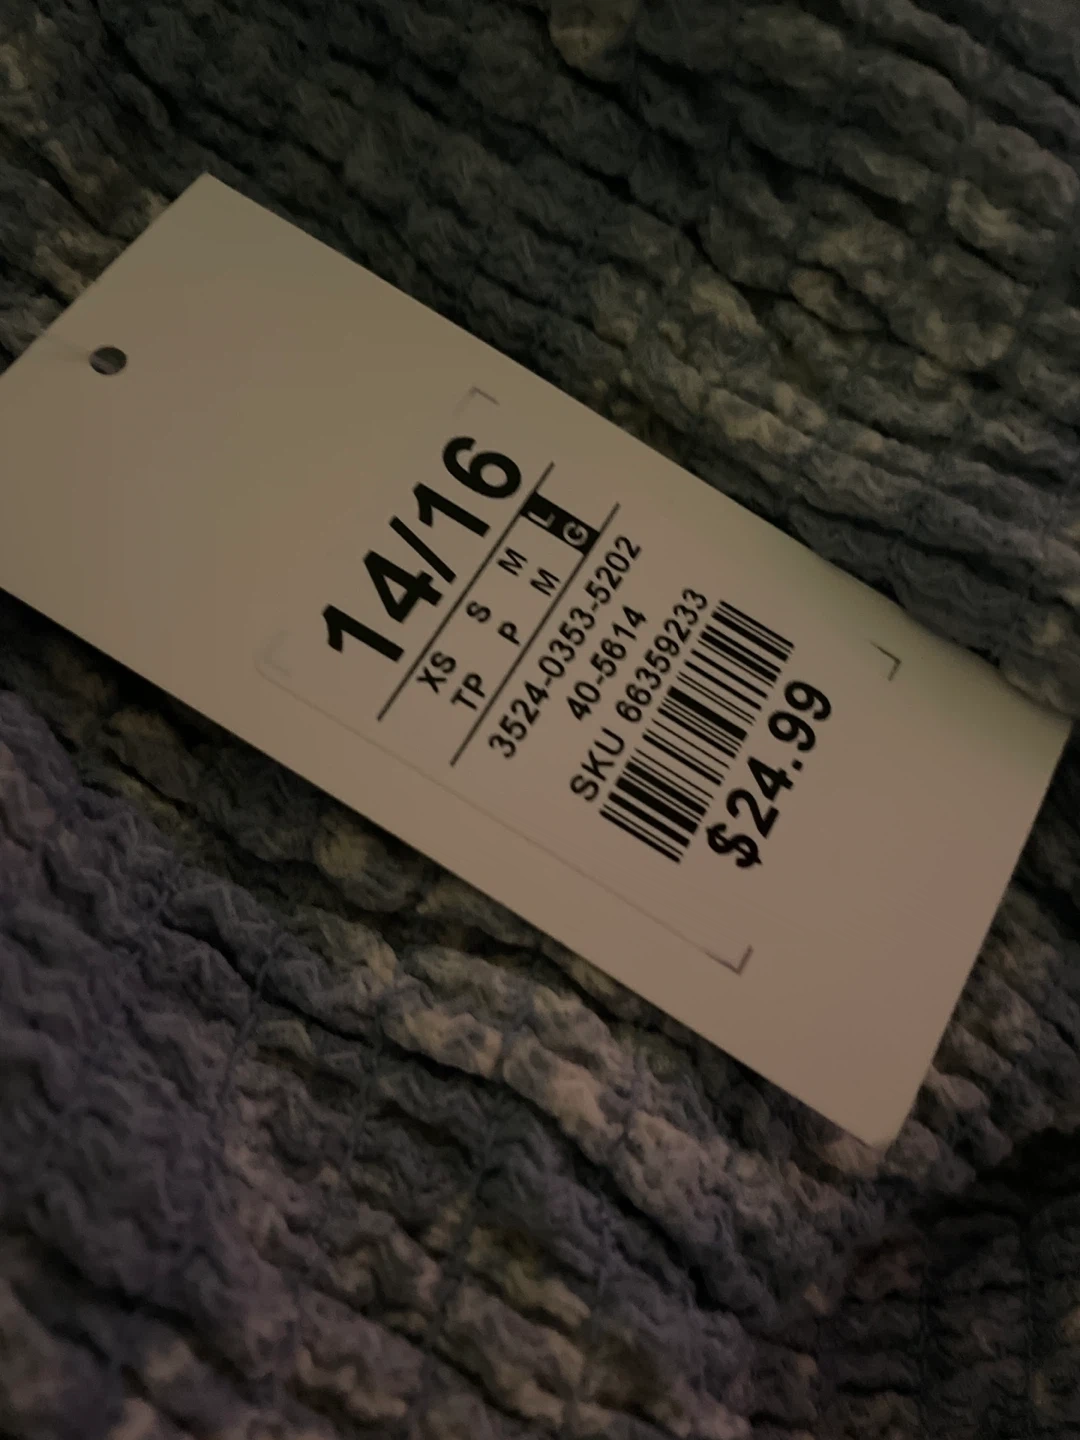 14/16
XS S M L
TP P M G
3524-0353-5202
40-5614
SKU 66359233
$24.99